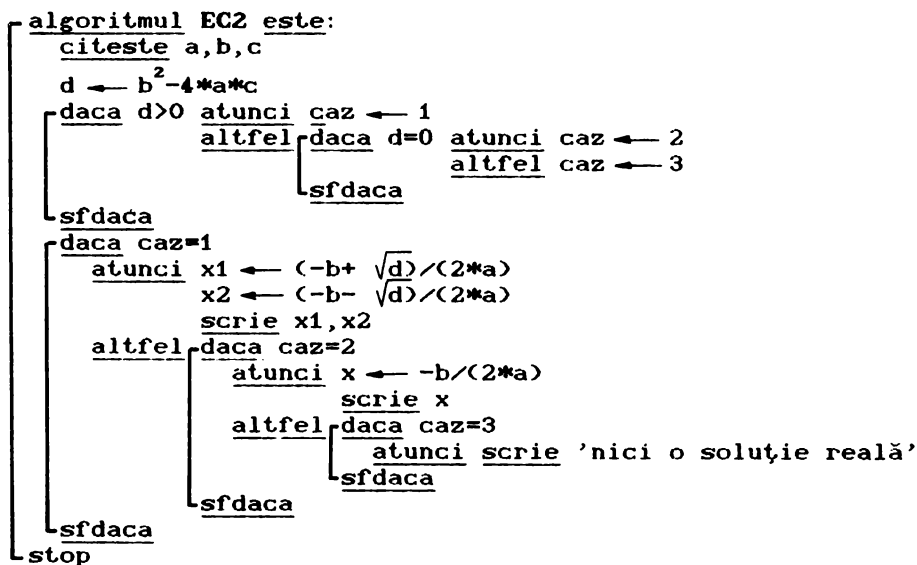 algoritmul EC2 este:
citeste a,b,c
d ← b²-4*a*c
daca d>0 atunci caz ← 1
altfel daca d=0 atunci caz ← 2
altfel caz ← 3
sfdaca
sfdaca
daca caz=1
atunci x1 ← (-b+ √d)/(2*a)
x2 ← (-b- √d)/(2*a)
scrie x1,x2
altfel daca caz=2
atunci x ← -b/(2*a)
scrie x
altfel daca caz=3
atunci scrie 'nici o soluţie reală'
sfdaca
sfdaca
sfdaca
stop